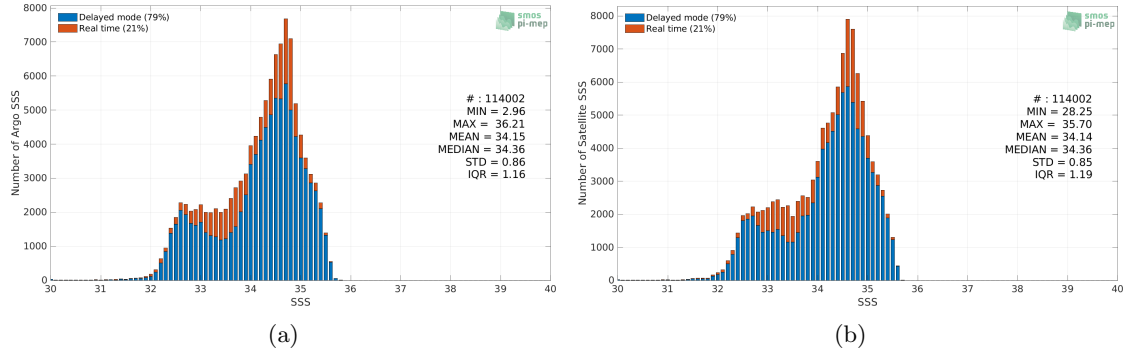 Delayed mode (79%)
Real time (21%)
smos
pi-mep
Number of Argo SSS
8000
7000
6000
5000
4000
3000
2000
1000
0
# : 114002
MIN = 2.96
MAX = 36.21
MEAN = 34.15
MEDIAN = 34.36
STD = 0.86
IQR = 1.16
30 31 32 33 34 35 36 37 38 39 40
SSS
(a)
Delayed mode (79%)
Real time (21%)
smos
pi-mep
Number of Satellite SSS
8000
7000
6000
5000
4000
3000
2000
1000
0
# : 114002
MIN = 28.25
MAX = 35.70
MEAN = 34.14
MEDIAN = 34.36
STD = 0.85
IQR = 1.19
30 31 32 33 34 35 36 37 38 39 40
SSS
(b)